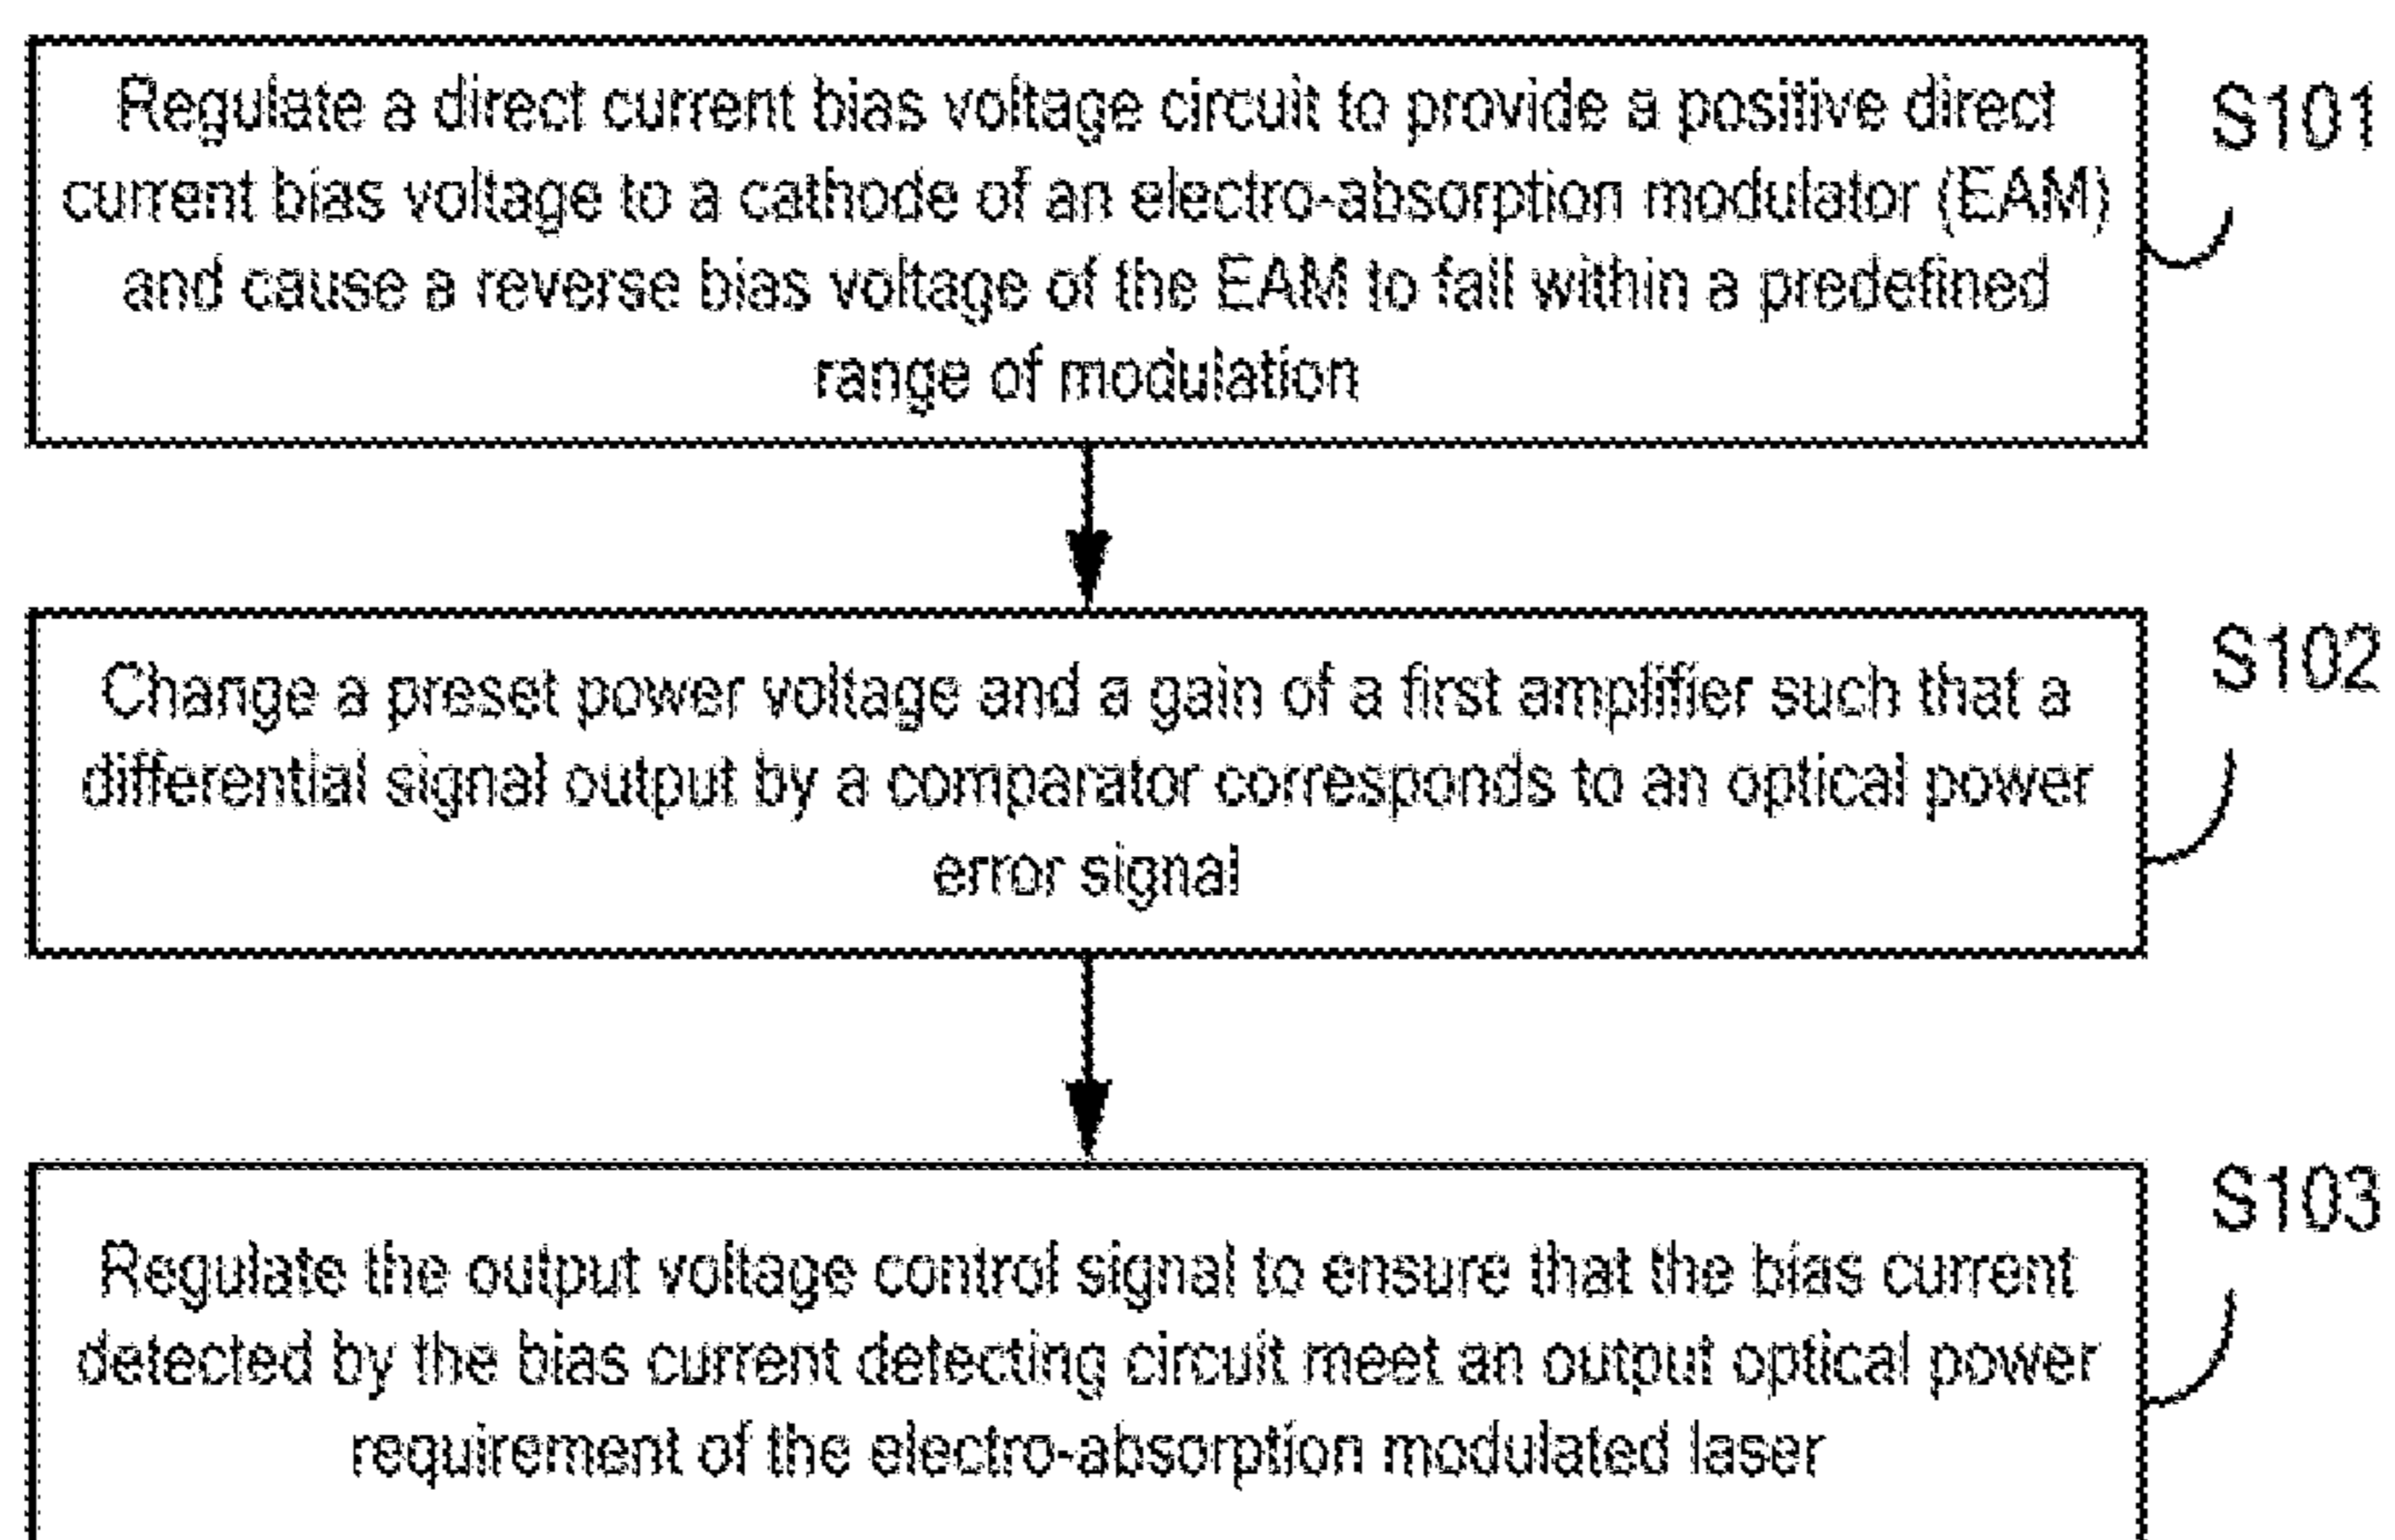 Regulate a direct current bias voltage circuit to provide a positive direct
current bias voltage to a cathode of an electro-absorption modulator (EAM)
and cause a reverse bias voltage of the EAM to fall within a predefined
range of modulation
S101
Change a preset power voltage and a gain of a first amplifier such that a
differential signal output by a comparator corresponds to an optical power
error signal
S102
Regulate the output voltage control signal to ensure that the bias current
detected by the bias current detecting circuit meet an output optical power
requirement of the electro-absorption modulated laser
S103